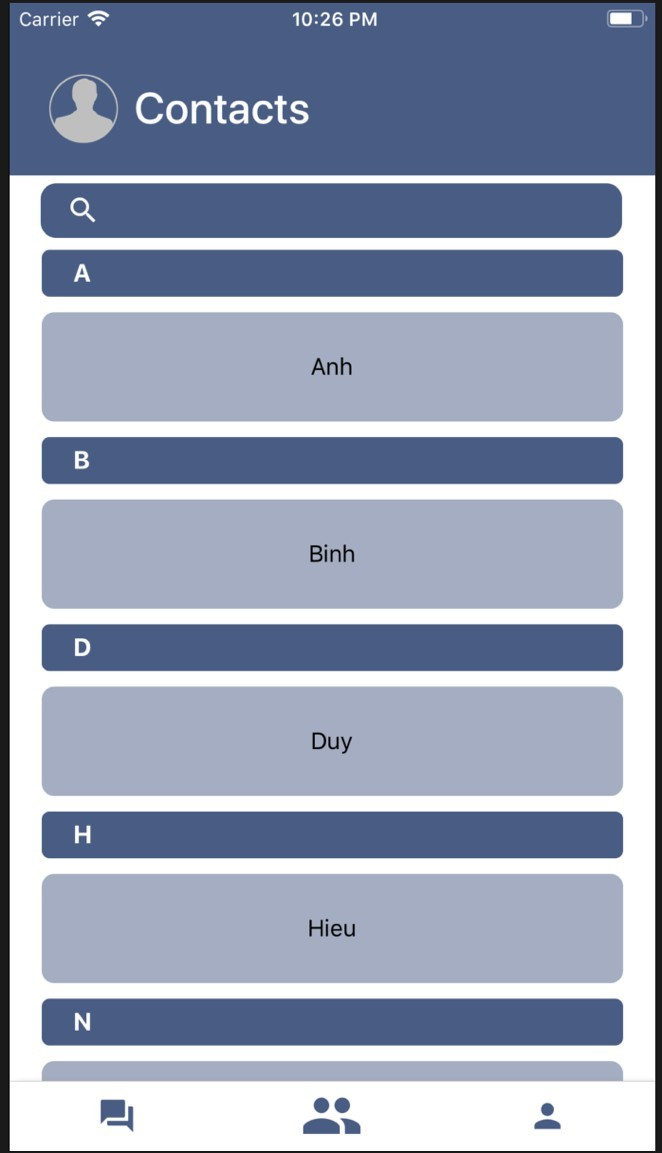 Carrier 10:26 PM
Contacts
A
Anh
B
Binh
D
Duy
H
Hieu
N